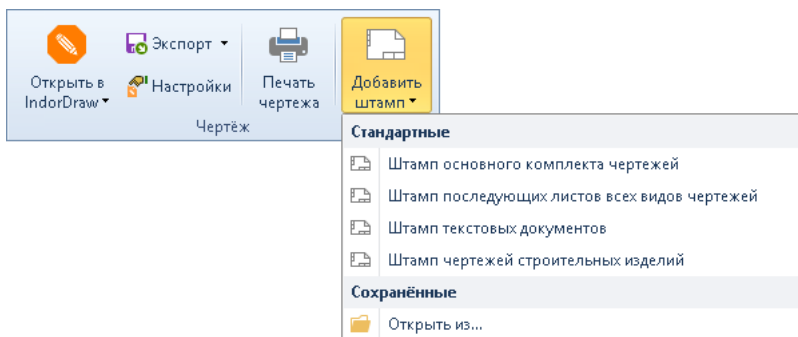 Открыть в
IndorDraw
Экспорт
Настройки
Печать
чертежа
Добавить
штамп
Чертёж
Стандартные
Штамп основного комплекта чертежей
Штамп последующих листов всех видов чертежей
Штамп текстовых документов
Штамп чертежей строительных изделий
Сохранённые
Открыть из...